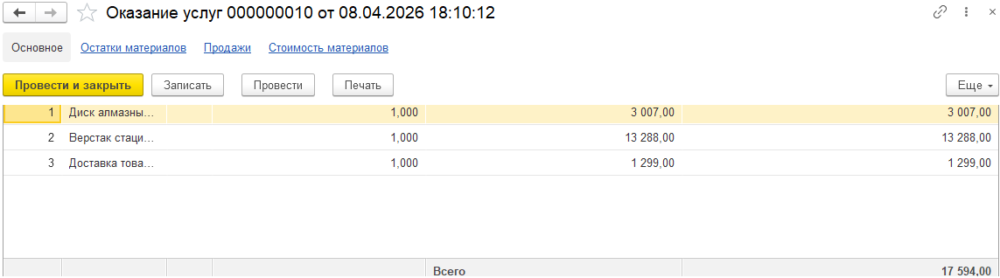 Оказание услуг 000000010 от 08.04.2026 18:10:12
Основное Остатки материалов Продажи Стоимость материалов
Провести и закрыть Записать Провести Печать Еще
1 Диск алмазны... 1,000 3 007,00 3 007,00
2 Верстак стаци... 1,000 13 288,00 13 288,00
3 Доставка това... 1,000 1 299,00 1 299,00
Всего 17 594,00